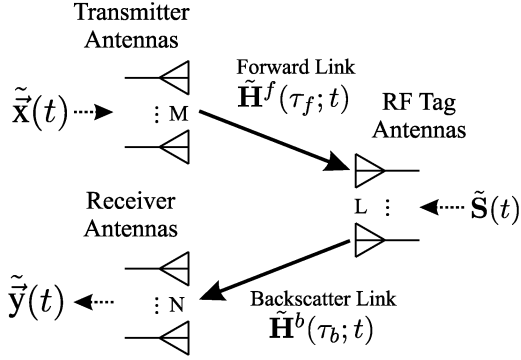 Transmitter
Antennas
Forward Link
H̃ᶠ(τ_f; t)
x̃⃗(t)
⋮ M
RF Tag
Antennas
L ⋮
S̃(t)
Receiver
Antennas
ỹ⃗(t)
⋮ N
Backscatter Link
H̃ᵇ(τ_b; t)